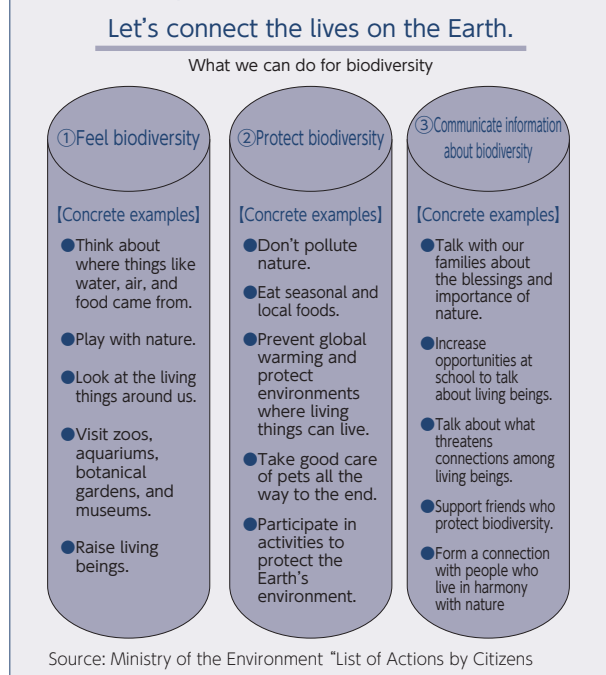 Let's connect the lives on the Earth.
What we can do for biodiversity
①Feel biodiversity
【Concrete examples】
●Think about
where things like
water, air, and
food came from.
●Play with nature.
●Look at the living
things around us.
●Visit zoos,
aquariums,
botanical
gardens, and
museums.
●Raise living
beings.
②Protect biodiversity
【Concrete examples】
●Don't pollute
nature.
●Eat seasonal and
local foods.
●Prevent global
warming and
protect
environments
where living
things can live.
●Take good care
of pets all the
way to the end.
●Participate in
activities to
protect the
Earth's
environment.
③Communicate information
about biodiversity
【Concrete examples】
●Talk with our
families about
the blessings and
importance of
nature.
●Increase
opportunities at
school to talk
about living beings.
●Talk about what
threatens
connections among
living beings.
●Support friends who
protect biodiversity.
●Form a connection
with people who
live in harmony
with nature
Source: Ministry of the Environment “List of Actions by Citizens